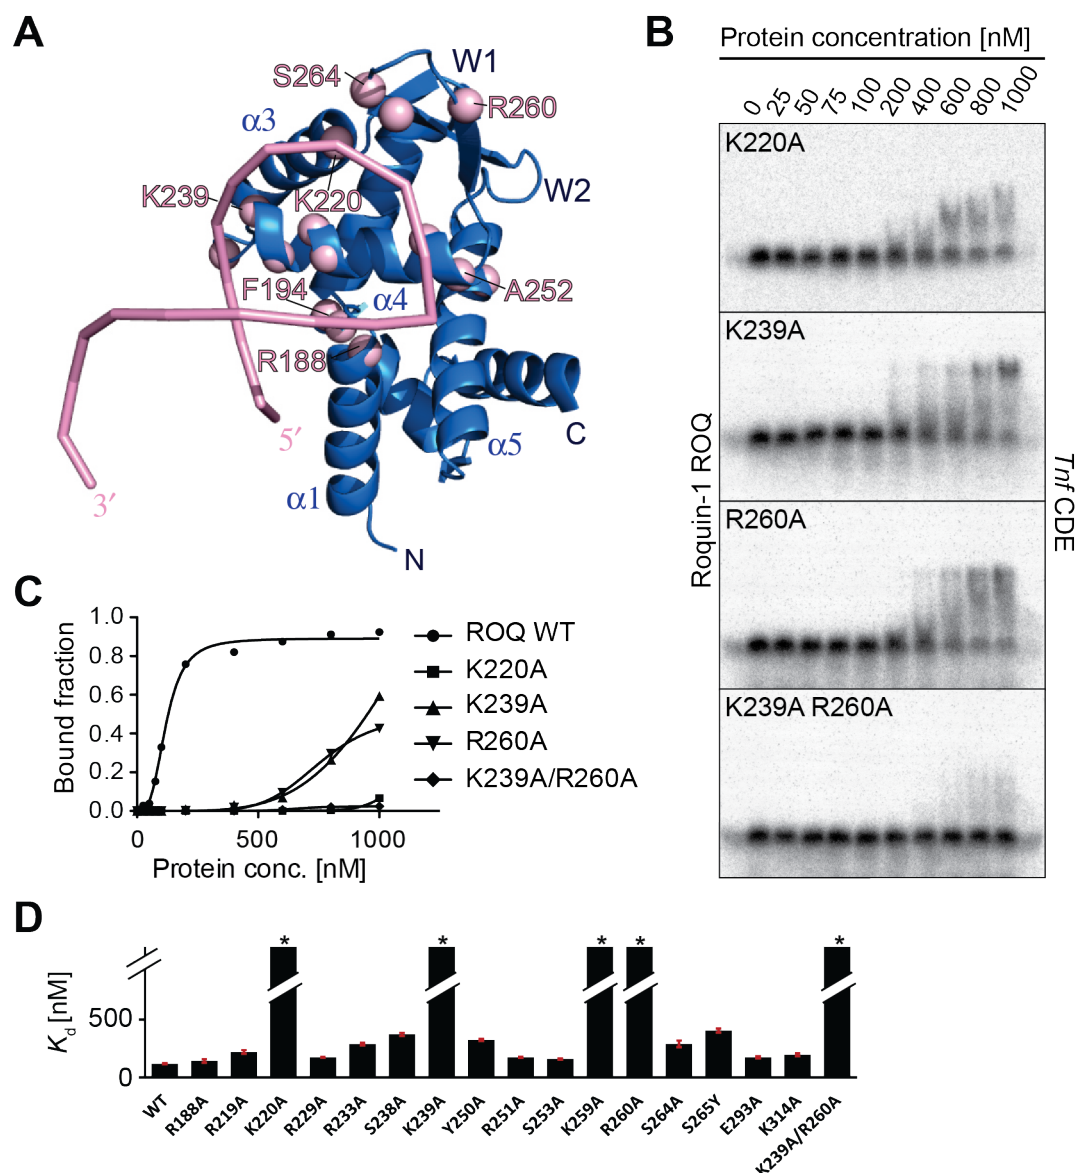 A
S264
W1
R260
α3
K239
K220
W2
F194
α4
A252
R188
5′
C
α5
3′
α1
N
B
Protein concentration [nM]
0 25 50 75 100 200 400 600 800 1000
K220A
K239A
R260A
K239A R260A
Roquin-1 ROQ
Tnf CDE
C
Bound fraction
1.0
0.8
0.6
0.4
0.2
0.0
0 500 1000
Protein conc. [nM]
ROQ WT
K220A
K239A
R260A
K239A/R260A
D
Kd [nM]
500
0
* * * * *
WT R188A R219A K220A R229A R233A S238A K239A Y250A R251A S253A K259A R260A S264A S265Y E293A K314A K239A/R260A